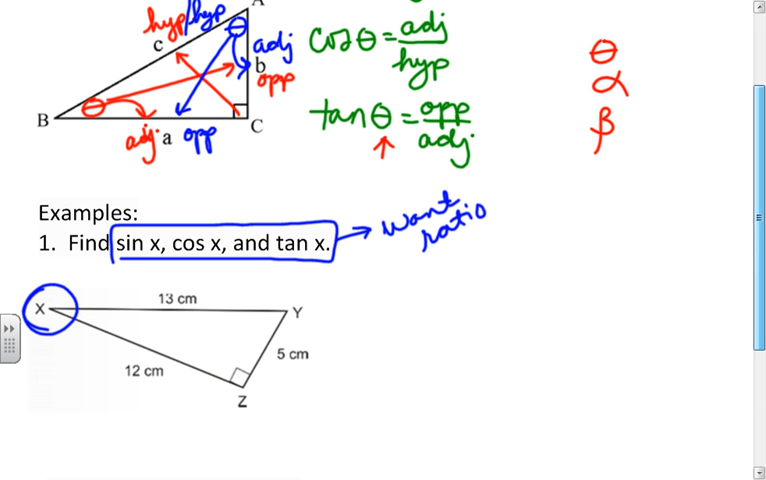 hyp/hyp
A
θ
c
adj
b
opp
θ
B
adj a opp
C
cos θ = adj/hyp
tan θ = opp/adj
θ
α
β
Examples:
1. Find sin x, cos x, and tan x.
want
ratio
X
13 cm
Y
5 cm
12 cm
Z